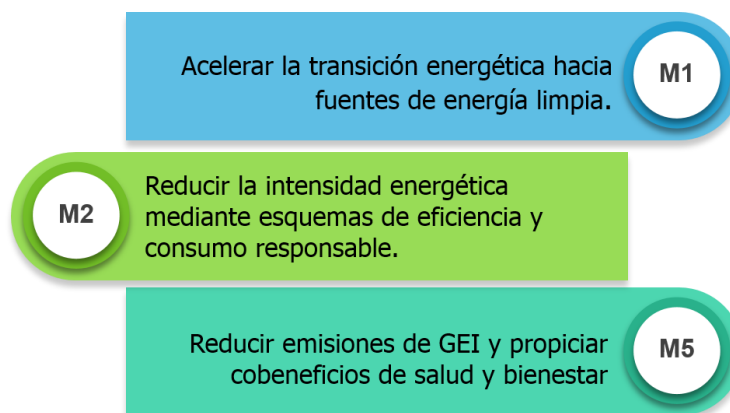 Acelerar la transición energética hacia
fuentes de energía limpia.
M1
M2
Reducir la intensidad energética
mediante esquemas de eficiencia y
consumo responsable.
Reducir emisiones de GEI y propiciar
cobeneficios de salud y bienestar
M5